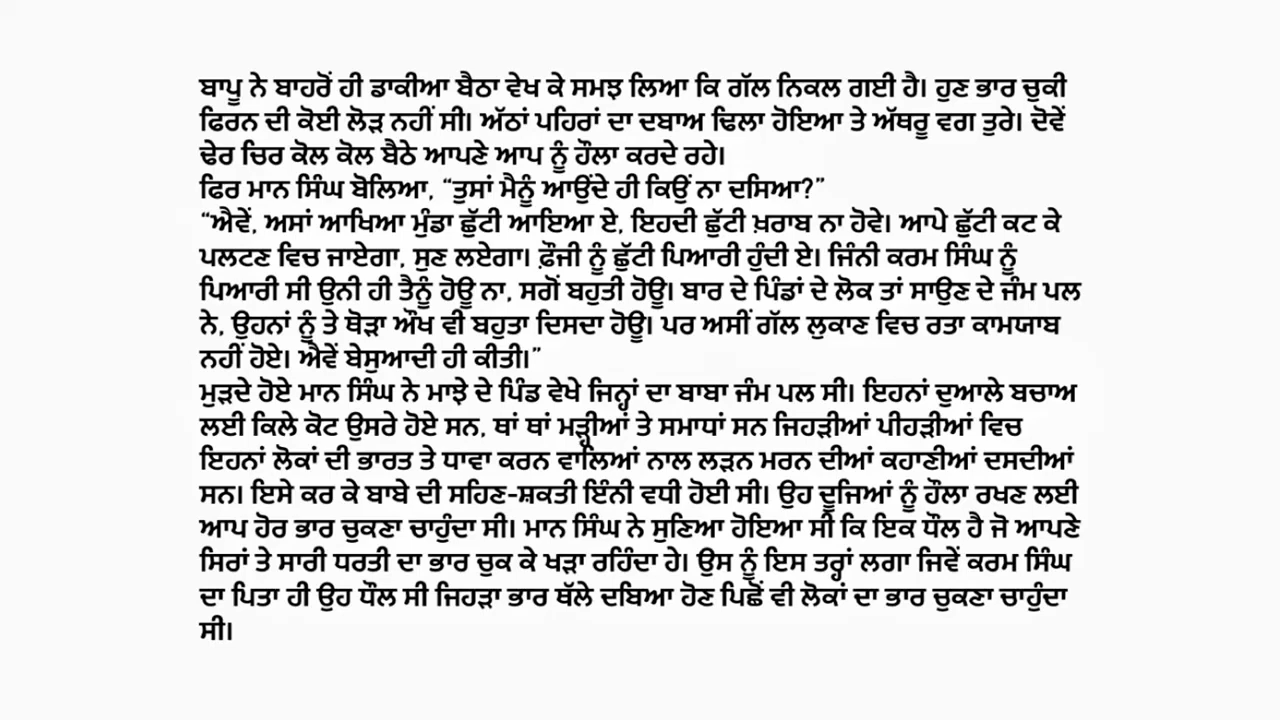 ਬਾਪੂ ਨੇ ਬਾਹਰੋਂ ਹੀ ਡਾਕੀਆ ਬੈਠਾ ਵੇਖ ਕੇ ਸਮਝ ਲਿਆ ਕਿ ਗੱਲ ਨਿਕਲ ਗਈ ਹੈ। ਹੁਣ ਭਾਰ ਚੁਕੀ
ਫਿਰਨ ਦੀ ਕੋਈ ਲੋੜ ਨਹੀਂ ਸੀ। ਅੱਠਾਂ ਪਹਿਰਾਂ ਦਾ ਦਬਾਅ ਢਿਲਾ ਹੋਇਆ ਤੇ ਅੱਥਰੂ ਵਗ ਤੁਰੇ। ਦੋਵੇਂ
ਢੇਰ ਚਿਰ ਕੋਲ ਕੋਲ ਬੈਠੇ ਆਪਣੇ ਆਪ ਨੂੰ ਹੌਲਾ ਕਰਦੇ ਰਹੇ।
ਫਿਰ ਮਾਨ ਸਿੰਘ ਬੋਲਿਆ, “ਤੁਸਾਂ ਮੈਨੂੰ ਆਉਂਦੇ ਹੀ ਕਿਉਂ ਨਾ ਦਸਿਆ?”
“ਐਵੇਂ, ਅਸਾਂ ਆਖਿਆ ਮੁੰਡਾ ਛੁੱਟੀ ਆਇਆ ਏ, ਇਹਦੀ ਛੁੱਟੀ ਖ਼ਰਾਬ ਨਾ ਹੋਵੇ। ਆਪੇ ਛੁੱਟੀ ਕਟ ਕੇ
ਪਲਟਣ ਵਿਚ ਜਾਏਗਾ, ਸੁਣ ਲਏਗਾ। ਫ਼ੌਜੀ ਨੂੰ ਛੁੱਟੀ ਪਿਆਰੀ ਹੁੰਦੀ ਏ। ਜਿੰਨੀ ਕਰਮ ਸਿੰਘ ਨੂੰ
ਪਿਆਰੀ ਸੀ ਉਨੀ ਹੀ ਤੈਨੂੰ ਹੋਊ ਨਾ, ਸਗੋਂ ਬਹੁਤੀ ਹੋਊ। ਬਾਰ ਦੇ ਪਿੰਡਾਂ ਦੇ ਲੋਕ ਤਾਂ ਸਾਉਣ ਦੇ ਜੰਮ ਪਲ
ਨੇ, ਉਹਨਾਂ ਨੂੰ ਤੇ ਥੋੜਾ ਔਖ ਵੀ ਬਹੁਤਾ ਦਿਸਦਾ ਹੋਊ। ਪਰ ਅਸੀਂ ਗੱਲ ਲੁਕਾਣ ਵਿਚ ਰਤਾ ਕਾਮਯਾਬ
ਨਹੀਂ ਹੋਏ। ਐਵੇਂ ਬੇਸੁਆਦੀ ਹੀ ਕੀਤੀ।”
ਮੁੜਦੇ ਹੋਏ ਮਾਨ ਸਿੰਘ ਨੇ ਮਾਝੇ ਦੇ ਪਿੰਡ ਵੇਖੇ ਜਿਨ੍ਹਾਂ ਦਾ ਬਾਬਾ ਜੰਮ ਪਲ ਸੀ। ਇਹਨਾਂ ਦੁਆਲੇ ਬਚਾਅ
ਲਈ ਕਿਲੇ ਕੋਟ ਉਸਰੇ ਹੋਏ ਸਨ, ਥਾਂ ਥਾਂ ਮੜ੍ਹੀਆਂ ਤੇ ਸਮਾਧਾਂ ਸਨ ਜਿਹੜੀਆਂ ਪੀਹੜੀਆਂ ਵਿਚ
ਇਹਨਾਂ ਲੋਕਾਂ ਦੀ ਭਾਰਤ ਤੇ ਧਾਵਾ ਕਰਨ ਵਾਲਿਆਂ ਨਾਲ ਲੜਨ ਮਰਨ ਦੀਆਂ ਕਹਾਣੀਆਂ ਦਸਦੀਆਂ
ਸਨ। ਇਸੇ ਕਰ ਕੇ ਬਾਬੇ ਦੀ ਸਹਿਣ-ਸ਼ਕਤੀ ਇੰਨੀ ਵਧੀ ਹੋਈ ਸੀ। ਉਹ ਦੂਜਿਆਂ ਨੂੰ ਹੌਲਾ ਰਖਣ ਲਈ
ਆਪ ਹੋਰ ਭਾਰ ਚੁਕਣਾ ਚਾਹੁੰਦਾ ਸੀ। ਮਾਨ ਸਿੰਘ ਨੇ ਸੁਣਿਆ ਹੋਇਆ ਸੀ ਕਿ ਇਕ ਧੌਲ ਹੈ ਜੋ ਆਪਣੇ
ਸਿਰਾਂ ਤੇ ਸਾਰੀ ਧਰਤੀ ਦਾ ਭਾਰ ਚੁਕ ਕੇ ਖੜਾ ਰਹਿੰਦਾ ਹੇ। ਉਸ ਨੂੰ ਇਸ ਤਰ੍ਹਾਂ ਲਗਾ ਜਿਵੇਂ ਕਰਮ ਸਿੰਘ
ਦਾ ਪਿਤਾ ਹੀ ਉਹ ਧੌਲ ਸੀ ਜਿਹੜਾ ਭਾਰ ਥੱਲੇ ਦਬਿਆ ਹੋਣ ਪਿਛੋਂ ਵੀ ਲੋਕਾਂ ਦਾ ਭਾਰ ਚੁਕਣਾ ਚਾਹੁੰਦਾ
ਸੀ।